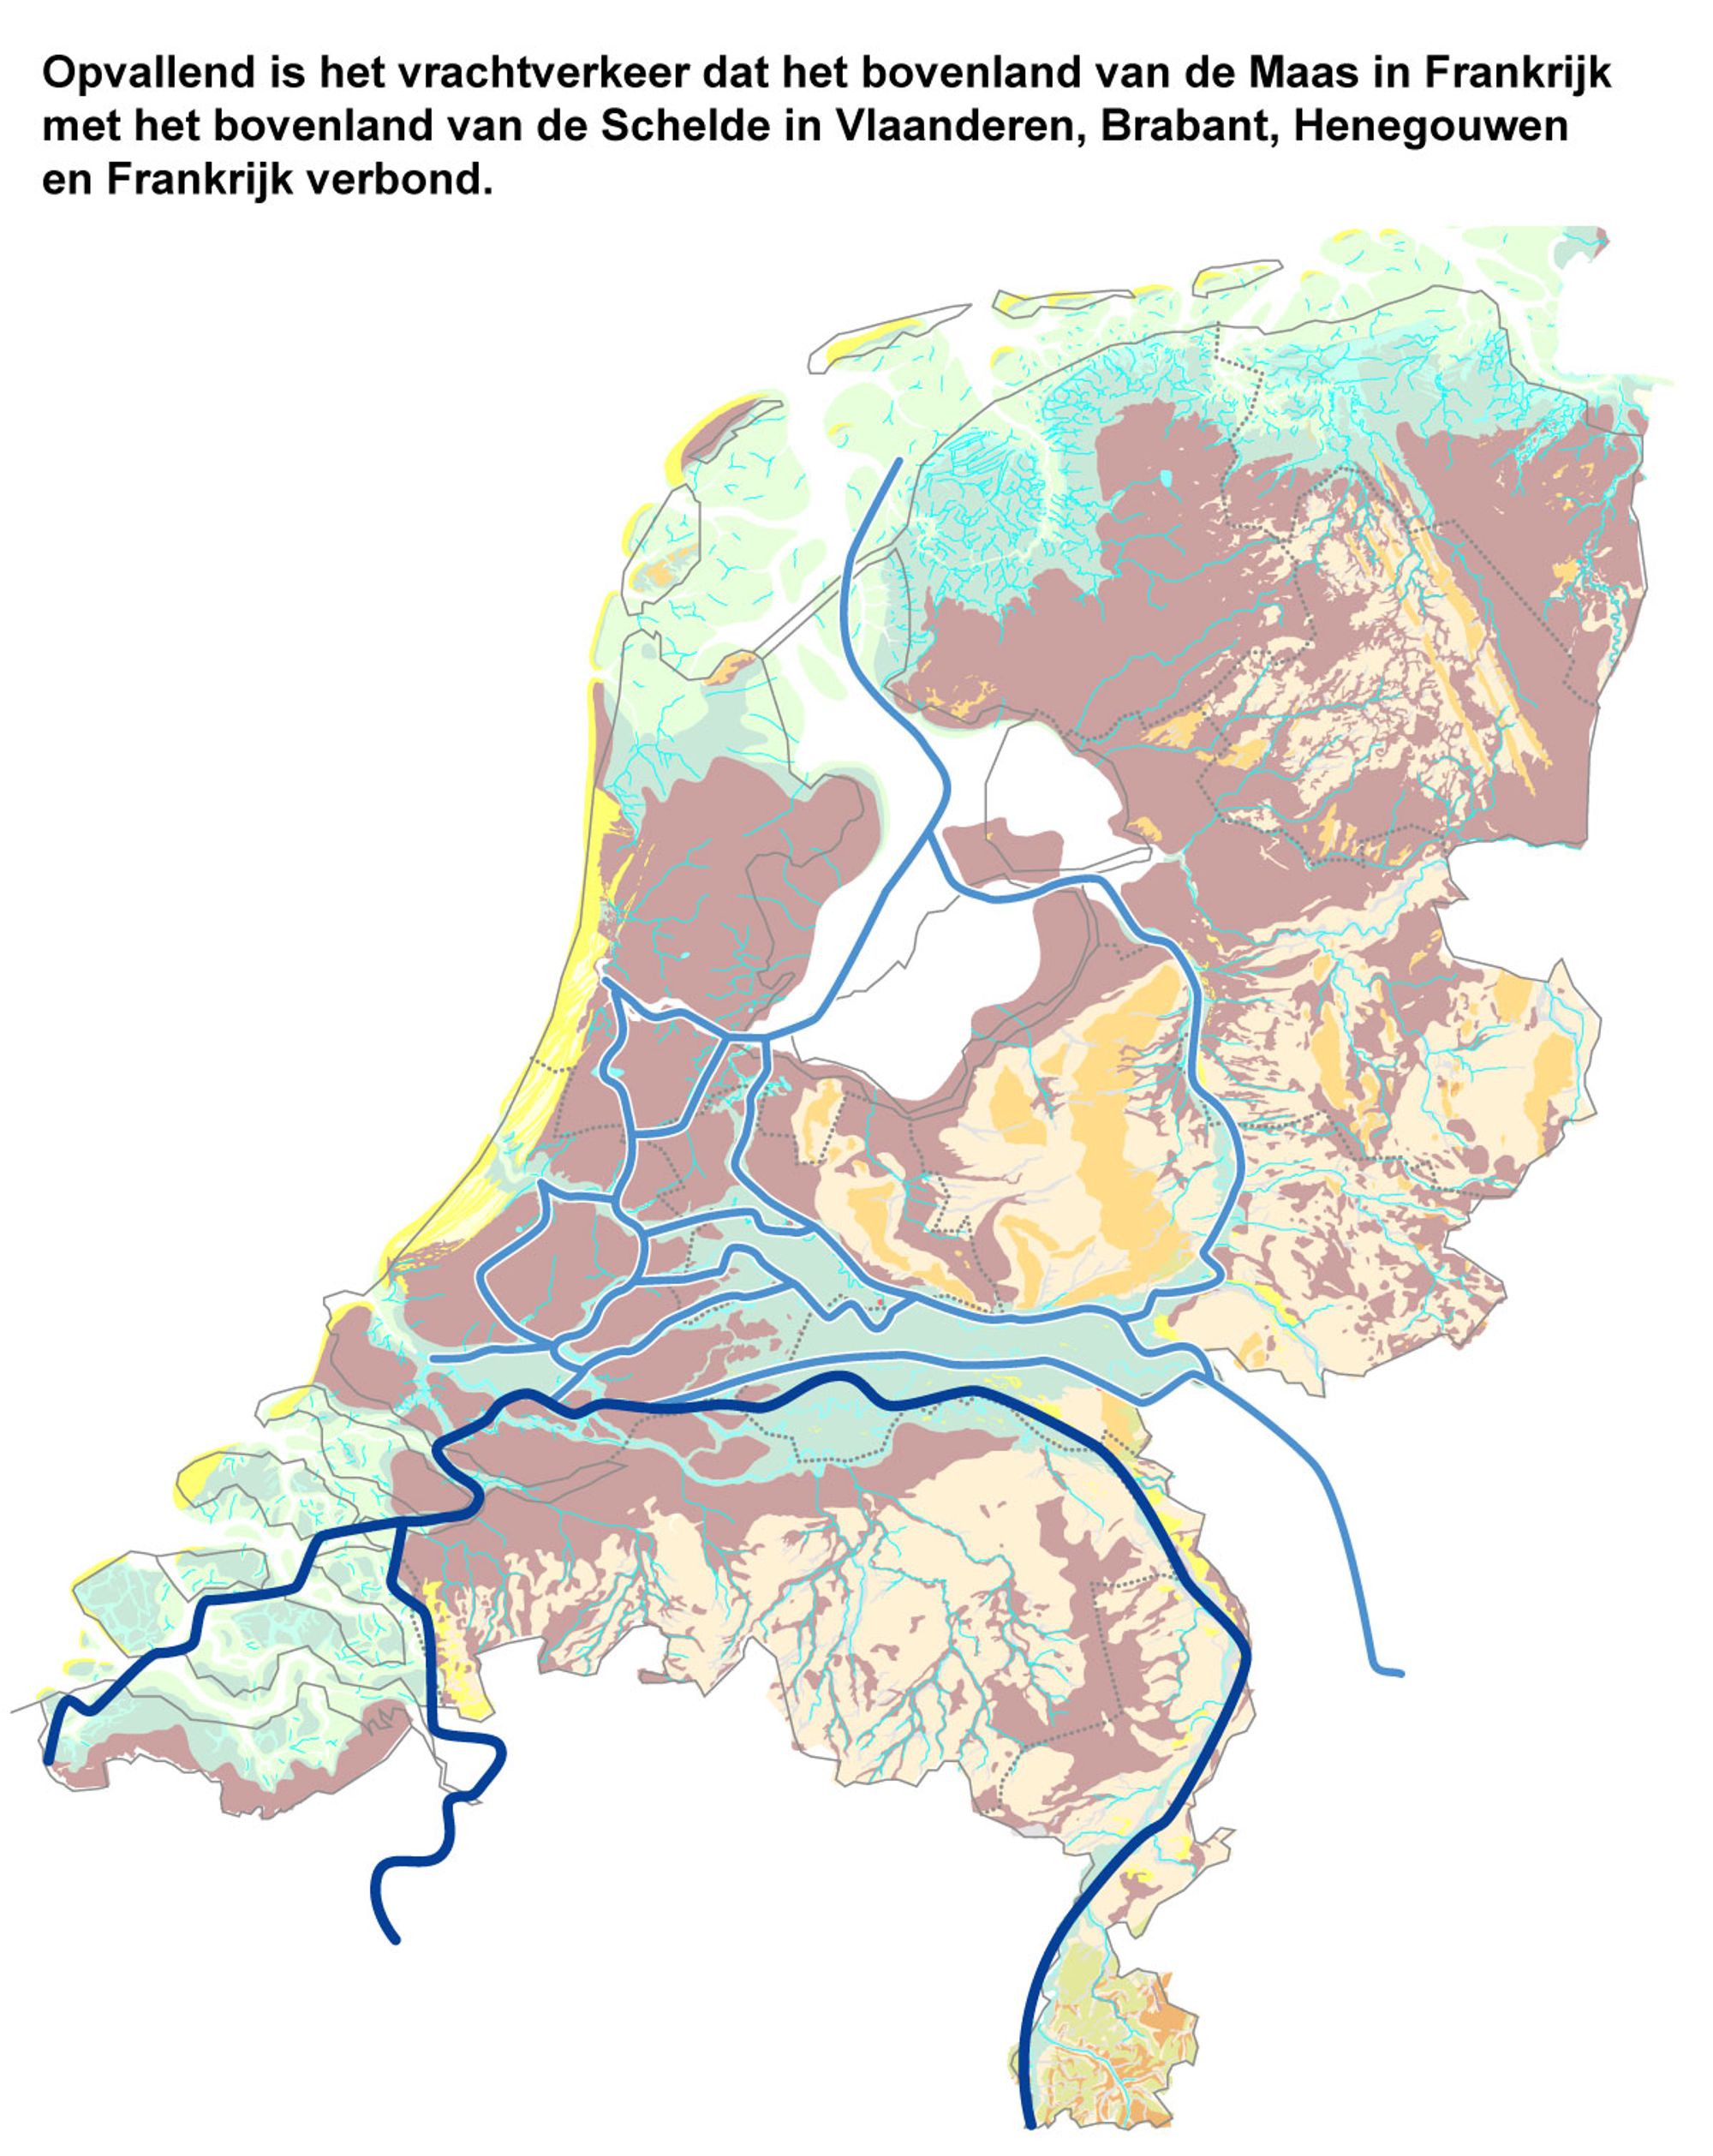 Opvallend is het vrachtverkeer dat het bovenland van de Maas in Frankrijk
met het bovenland van de Schelde in Vlaanderen, Brabant, Henegouwen
en Frankrijk verbond.